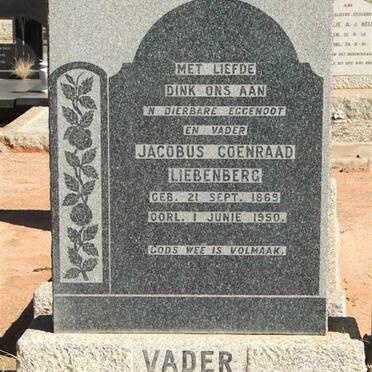 MET LIEFDE
DINK ONS AAN
'N DIERBARE EGGENOOT
EN VADER
JACOBUS COENRAAD
LIEBENBERG
GEB. 21 SEPT. 1869
OORL. 1 JUNIE 1950.
GODS WEE IS VOLMAAK.
VADER